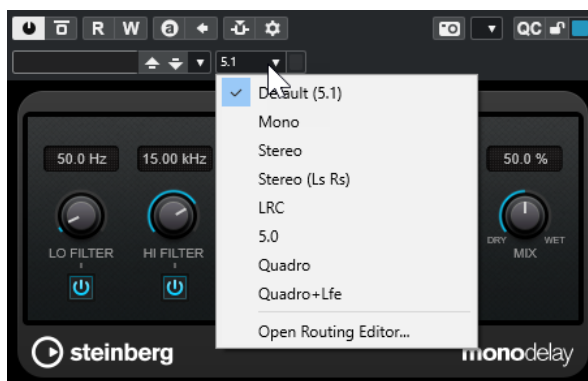 R W a QC
5.1
Default (5.1)
Mono
Stereo
Stereo (Ls Rs)
LRC
5.0
Quadro
Quadro+Lfe
Open Routing Editor...
50.0 Hz 15.00 kHz 50.0 %
LO FILTER HI FILTER DRY WET
MIX
steinberg monodelay